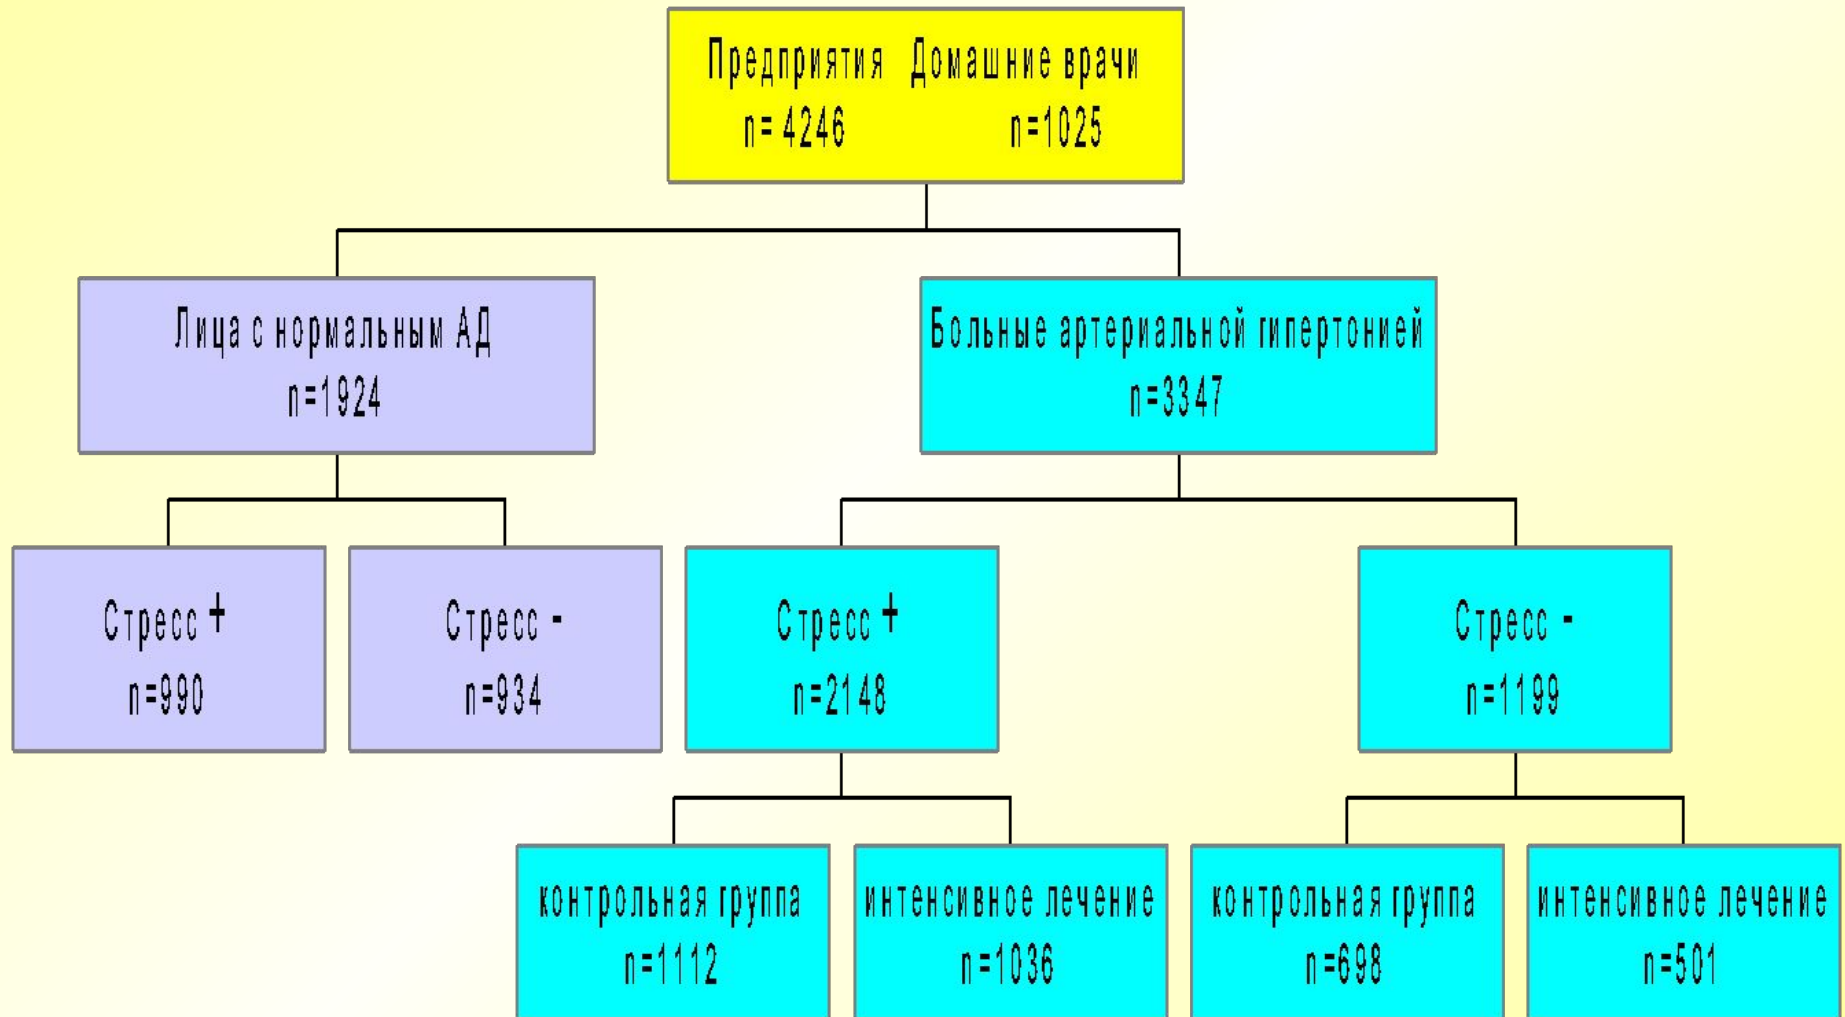 Предприятия Домашние врачи
n= 4246 n=1025
Лица с нормальным АД
n=1924
Больные артериальной гипертонией
n=3347
Стресс +
n=990
Стресс -
n=934
Стресс +
n=2148
Стресс -
n=1199
контрольная группа
n=1112
интенсивное лечение
n=1036
контрольная группа
n=698
интенсивное лечение
n=501